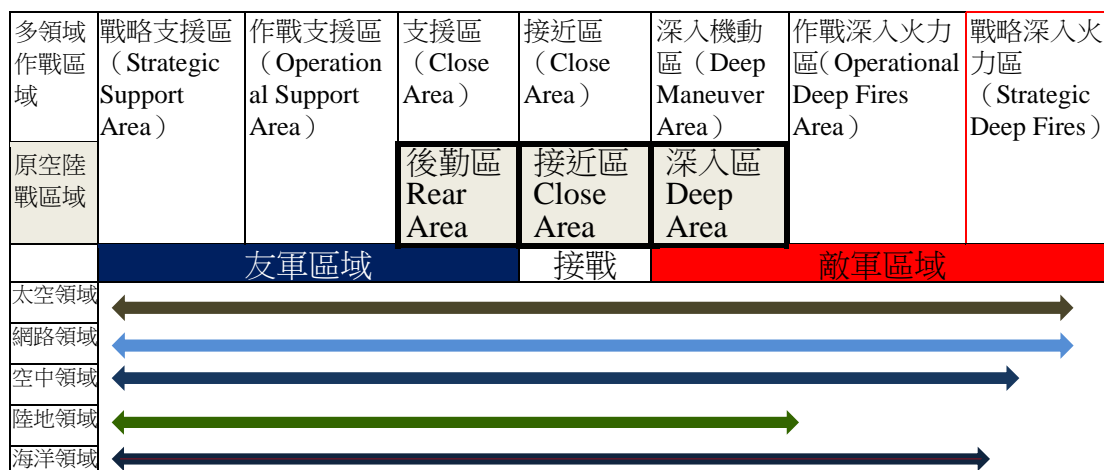 多領域
作戰區
域
戰略支援區
（Strategic
Support
Area）
作戰支援區
（Operation
al Support
Area）
支援區
（Close
Area）
接近區
（Close
Area）
深入機動
區（Deep
Maneuver
Area）
作戰深入火力
區（Operational
Deep Fires
Area）
戰略深入火
力區
（Strategic
Deep Fires）
原空陸
戰區域
後勤區
Rear
Area
接近區
Close
Area
深入區
Deep
Area
友軍區域
接戰
敵軍區域
太空領域
網路領域
空中領域
陸地領域
海洋領域